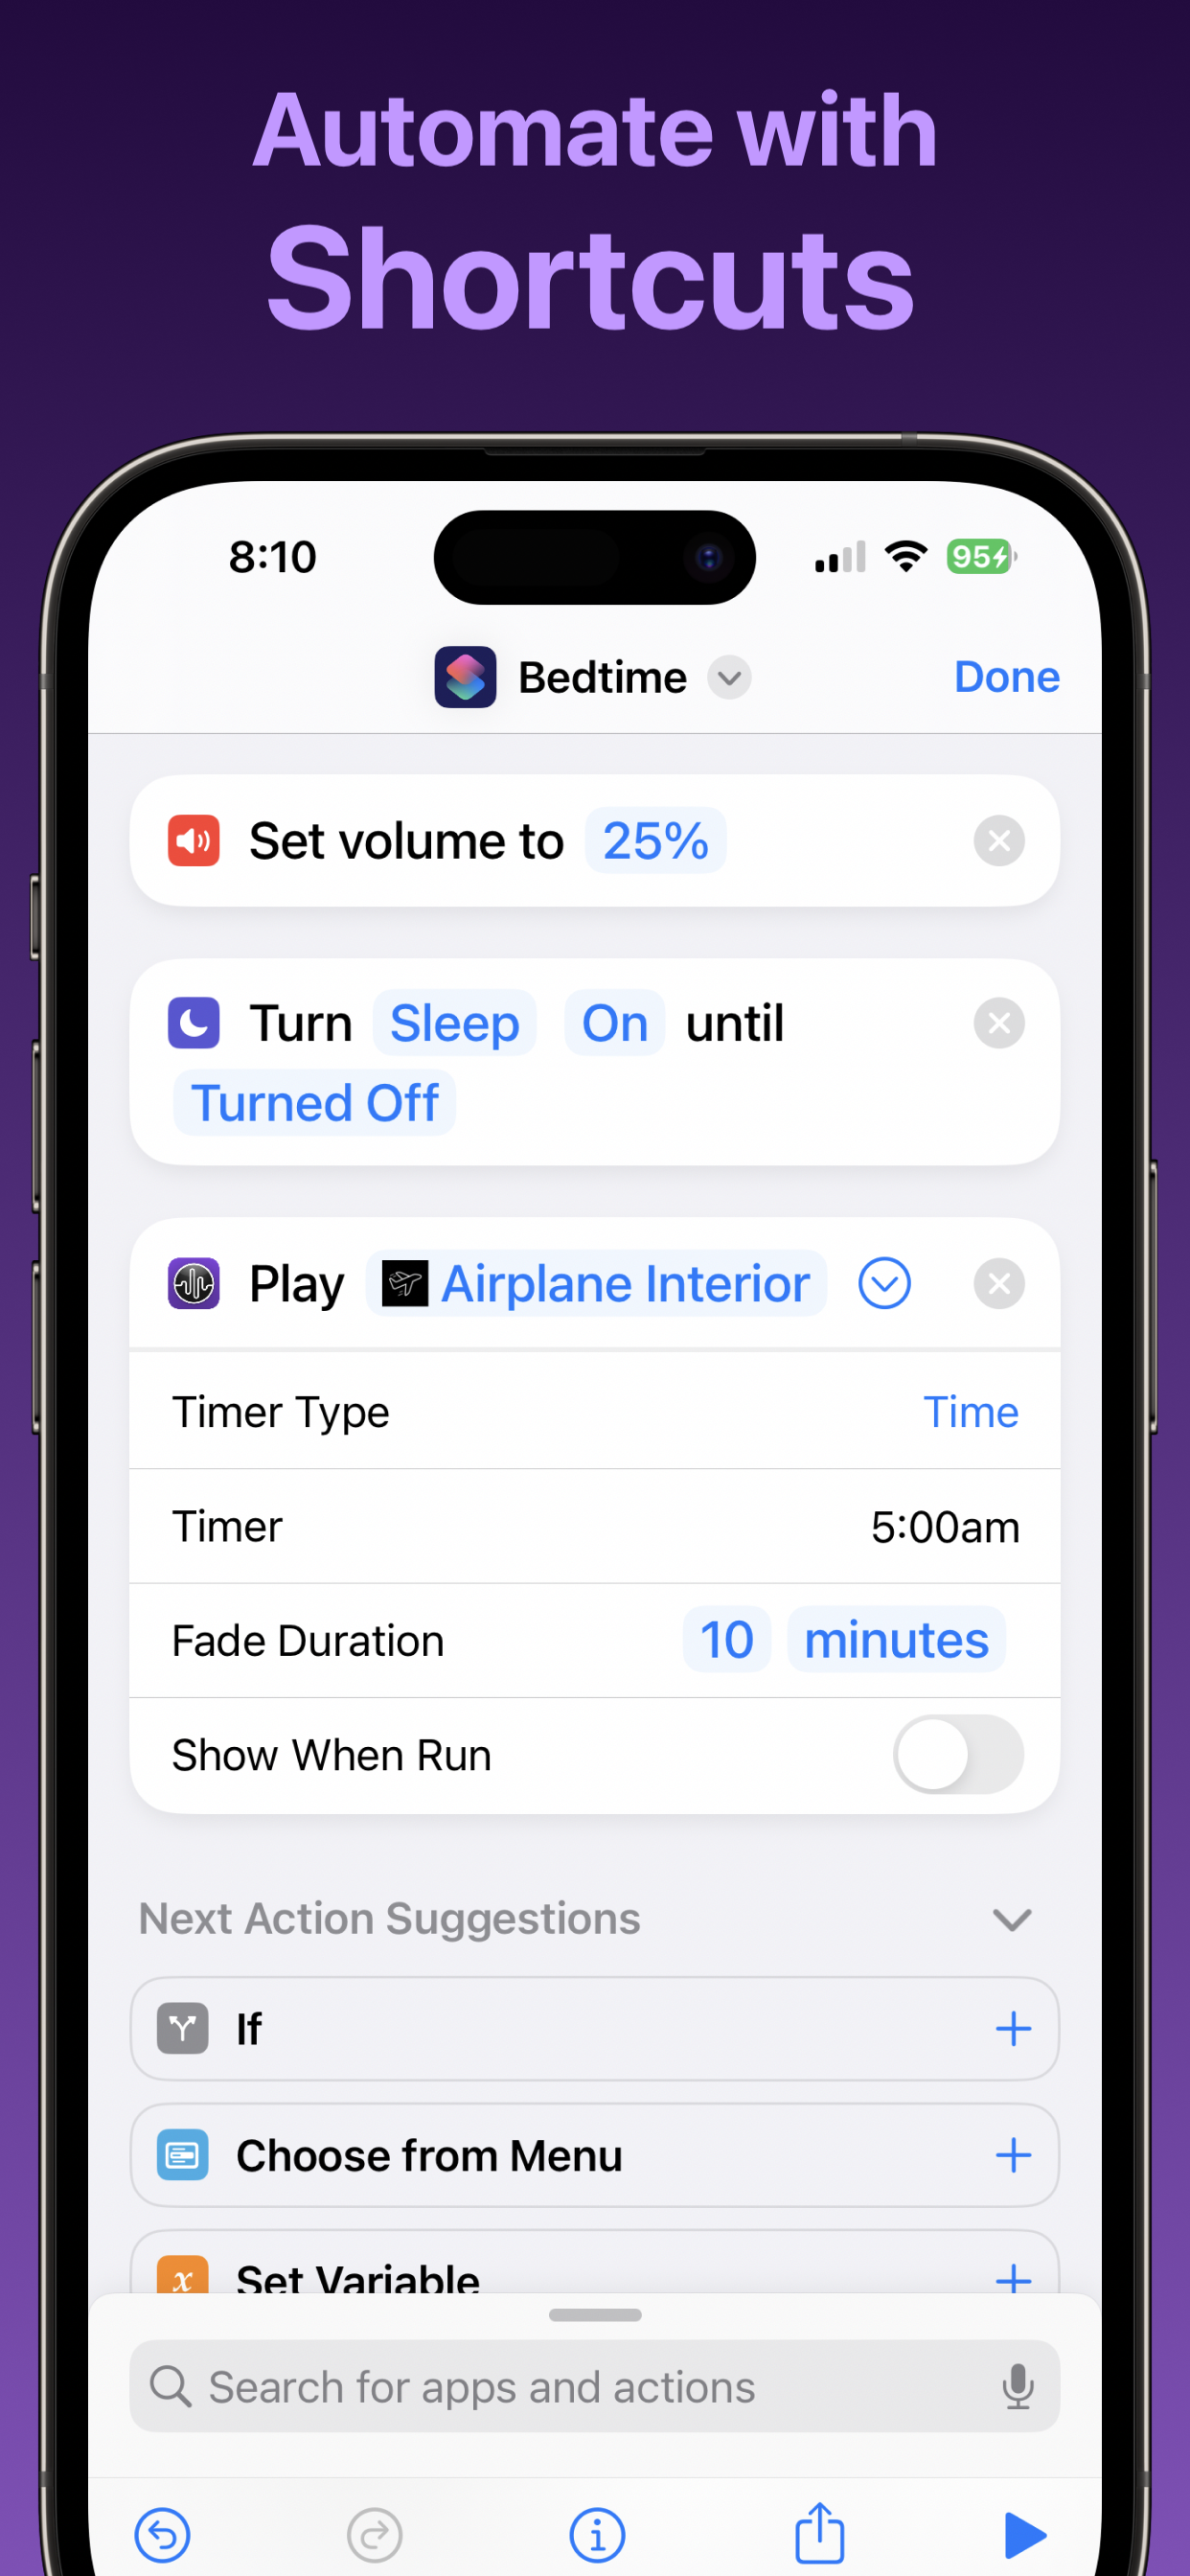 Automate with
Shortcuts
8:10
95
Bedtime
Done
Set volume to 25%
Turn Sleep On until
Turned Off
Play Airplane Interior
Timer Type Time
Timer 5:00am
Fade Duration 10 minutes
Show When Run
Next Action Suggestions
If
Choose from Menu
x Set Variable
Search for apps and actions